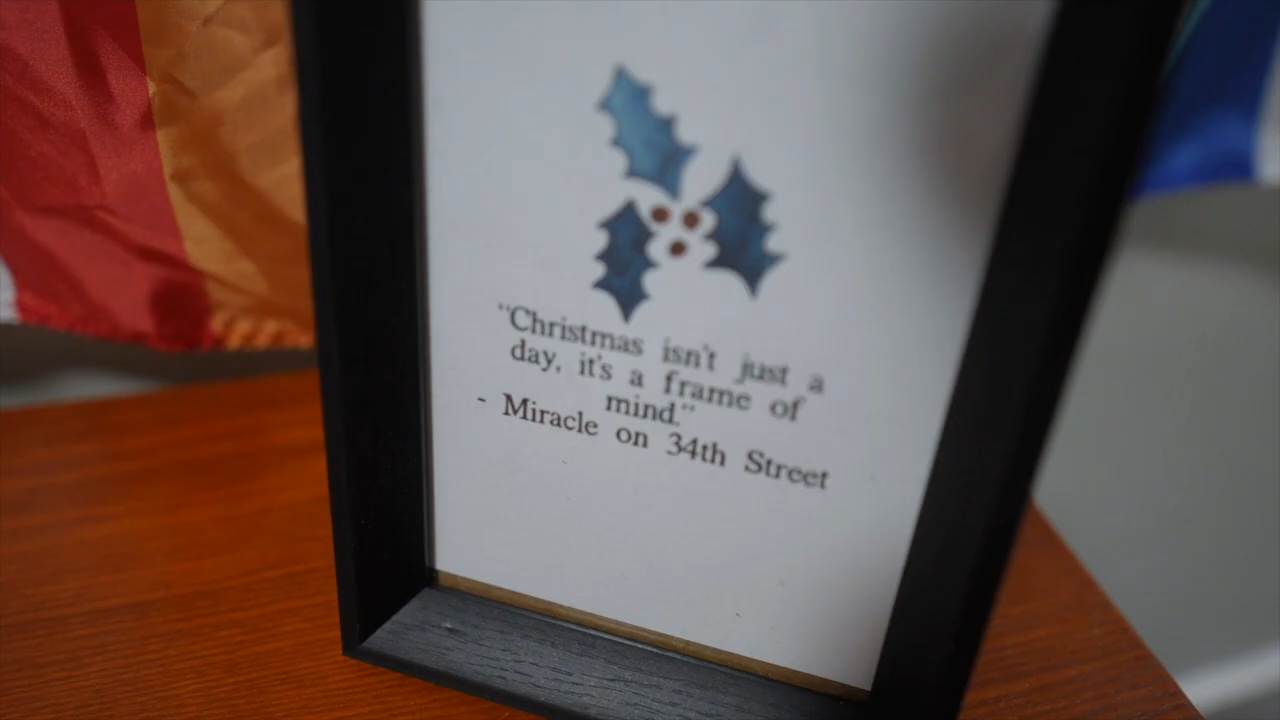 "Christmas isn't just a
day, it's a frame of
mind."
- Miracle on 34th Street